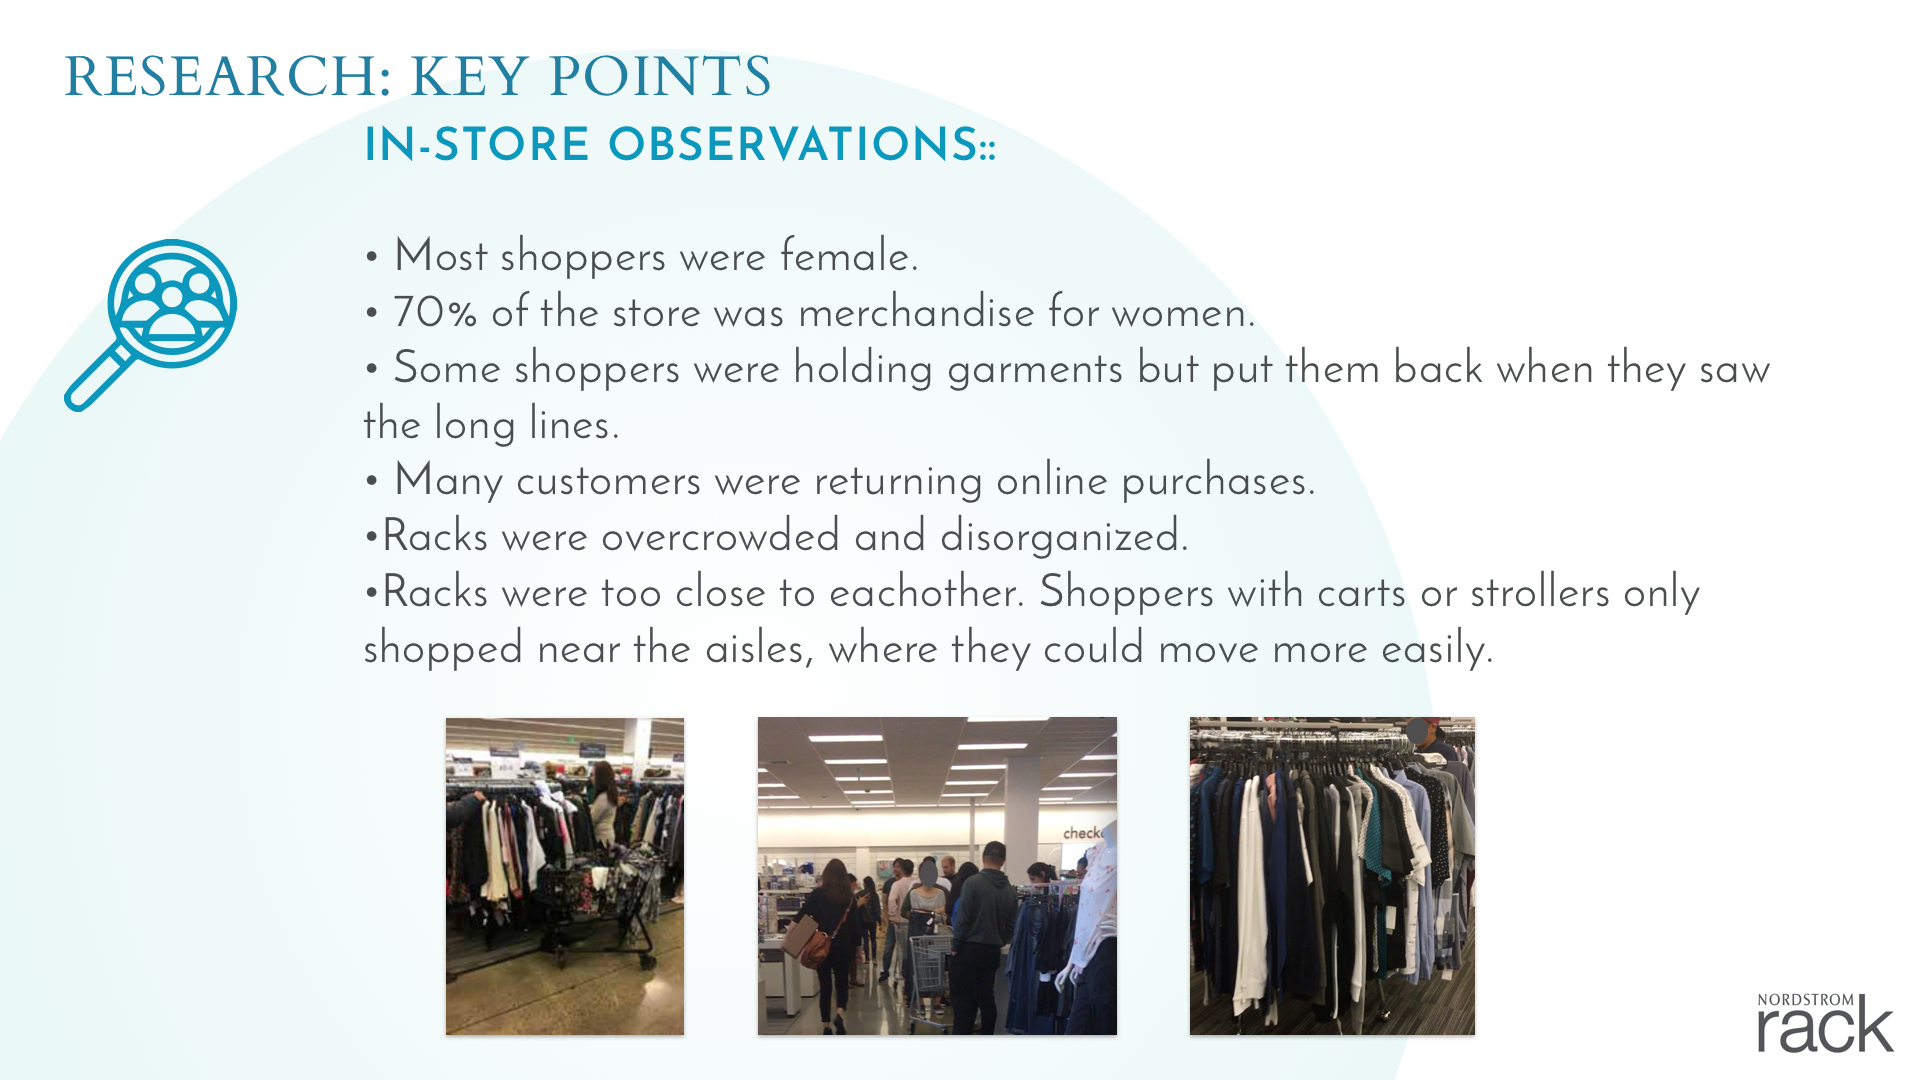 RESEARCH: KEY POINTS
IN-STORE OBSERVATIONS::
• Most shoppers were female.
• 70% of the store was merchandise for women.
• Some shoppers were holding garments but put them back when they saw
the long lines.
• Many customers were returning online purchases.
•Racks were overcrowded and disorganized.
•Racks were too close to eachother. Shoppers with carts or strollers only
shopped near the aisles, where they could move more easily.
NORDSTROM
rack